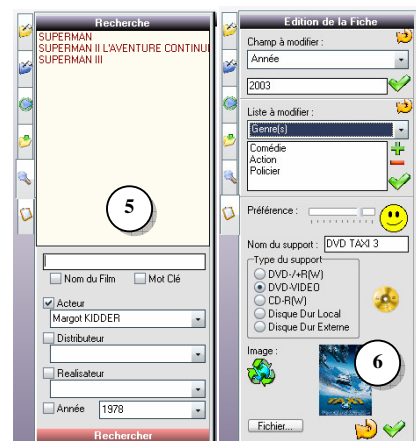 Recherche
SUPERMAN
SUPERMAN II L'AVENTURE CONTINU
SUPERMAN III
5
Nom du Film Mot Clé
Acteur
Margot KIDDER
Distributeur
Realisateur
Année 1978
Rechercher
Edition de la Fiche
Champ à modifier :
Année
2003
Liste à modifier :
Genre(s)
Comédie
Action
Policier
Préférence :
Nom du support : DVD TAXI 3
Type du support
DVD-/+R(W)
DVD-VIDEO
CD-R(W)
Disque Dur Local
Disque Dur Externe
Image :
6
Fichier...